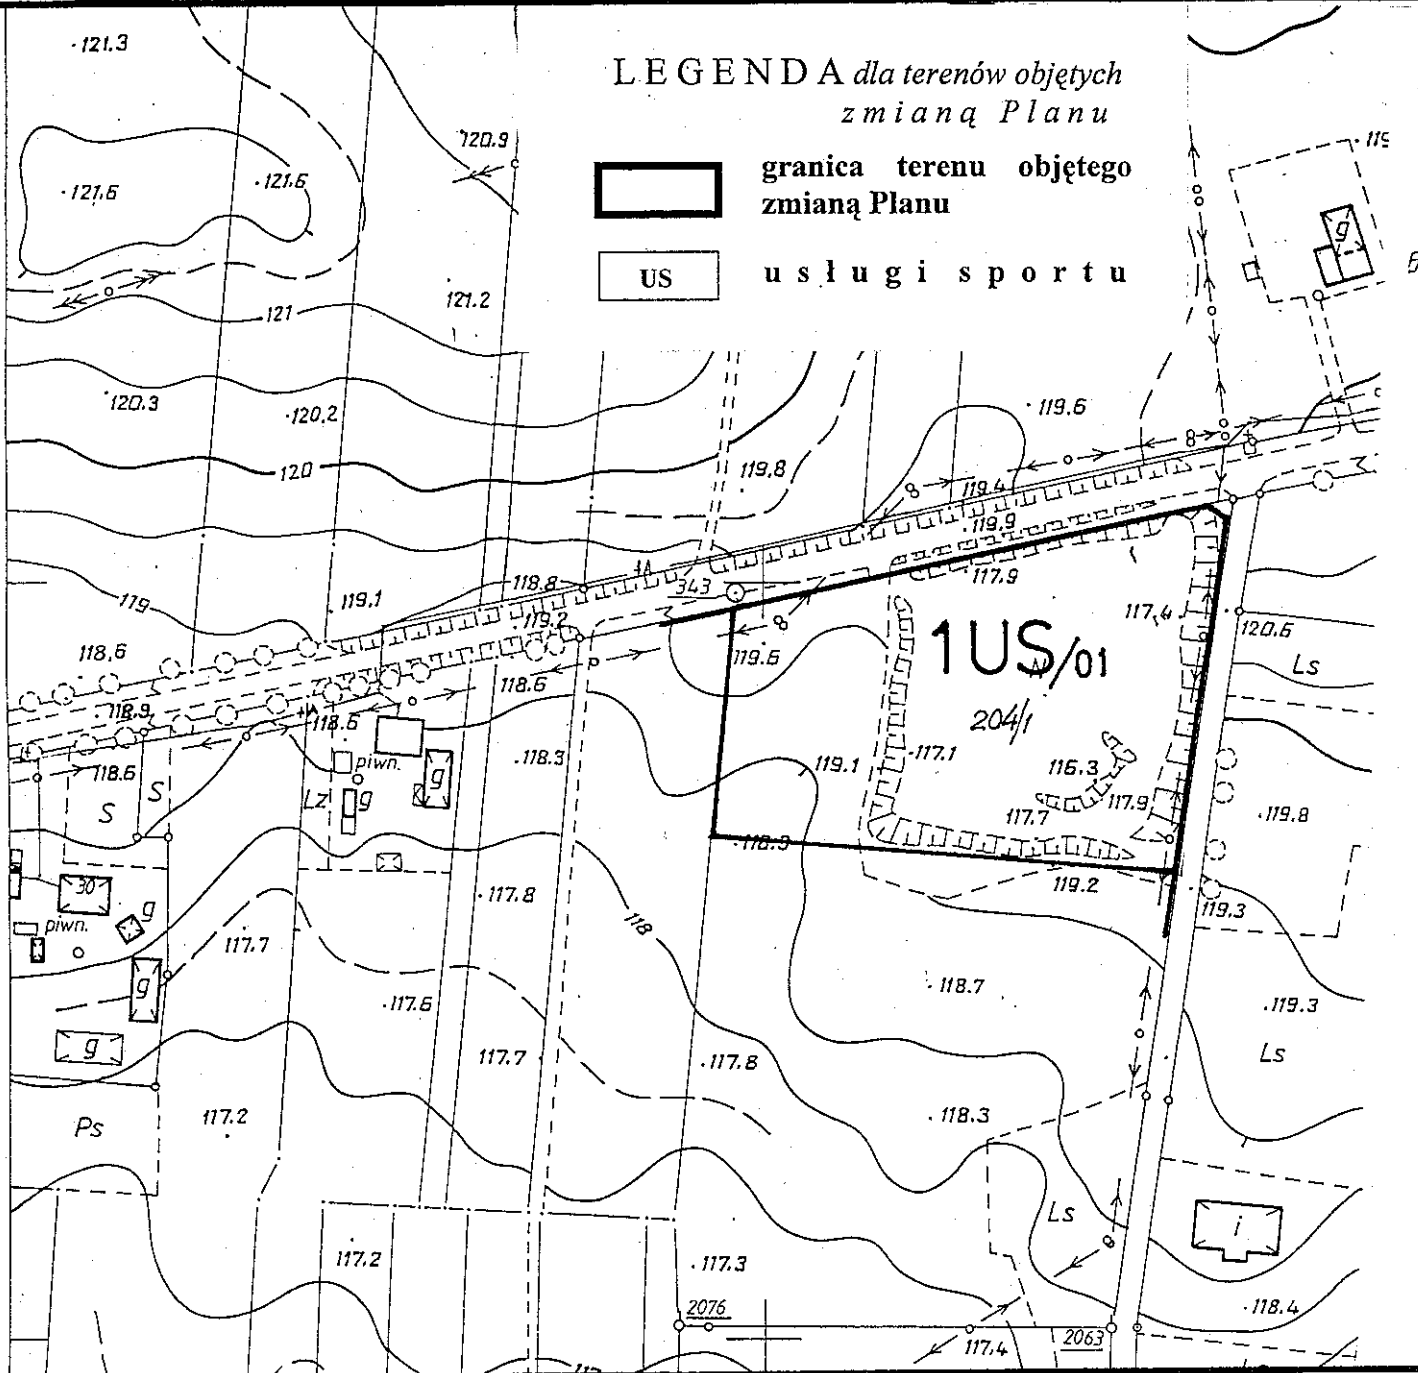 LEGENDA dla terenów objętych
zmianą Planu
granica terenu objętego
zmianą Planu
US
usługi sportu
121.3
120.9
121.6
121.6
121
121.2
g
120.3
120.2
120
119.6
119.8
119.4
119.9
119
119.1
118.8
343
117.9
119.2
117.4
120.6
118.6
118.6
119.6
1US/01
Ls
118.9
118.6
204/1
118.6
piwn.
118.3
119.1
117.1
116.3
g
S
S
Lz
g
117.9
117.7
119.8
118.9
30
g
piwn.
117.8
118
119.2
119.3
117.7
g
117.6
118.7
119.3
g
117.7
117.8
Ls
117.2
118.3
Ps
Ls
i
117.2
117.3
118.4
2076
117.4
2063